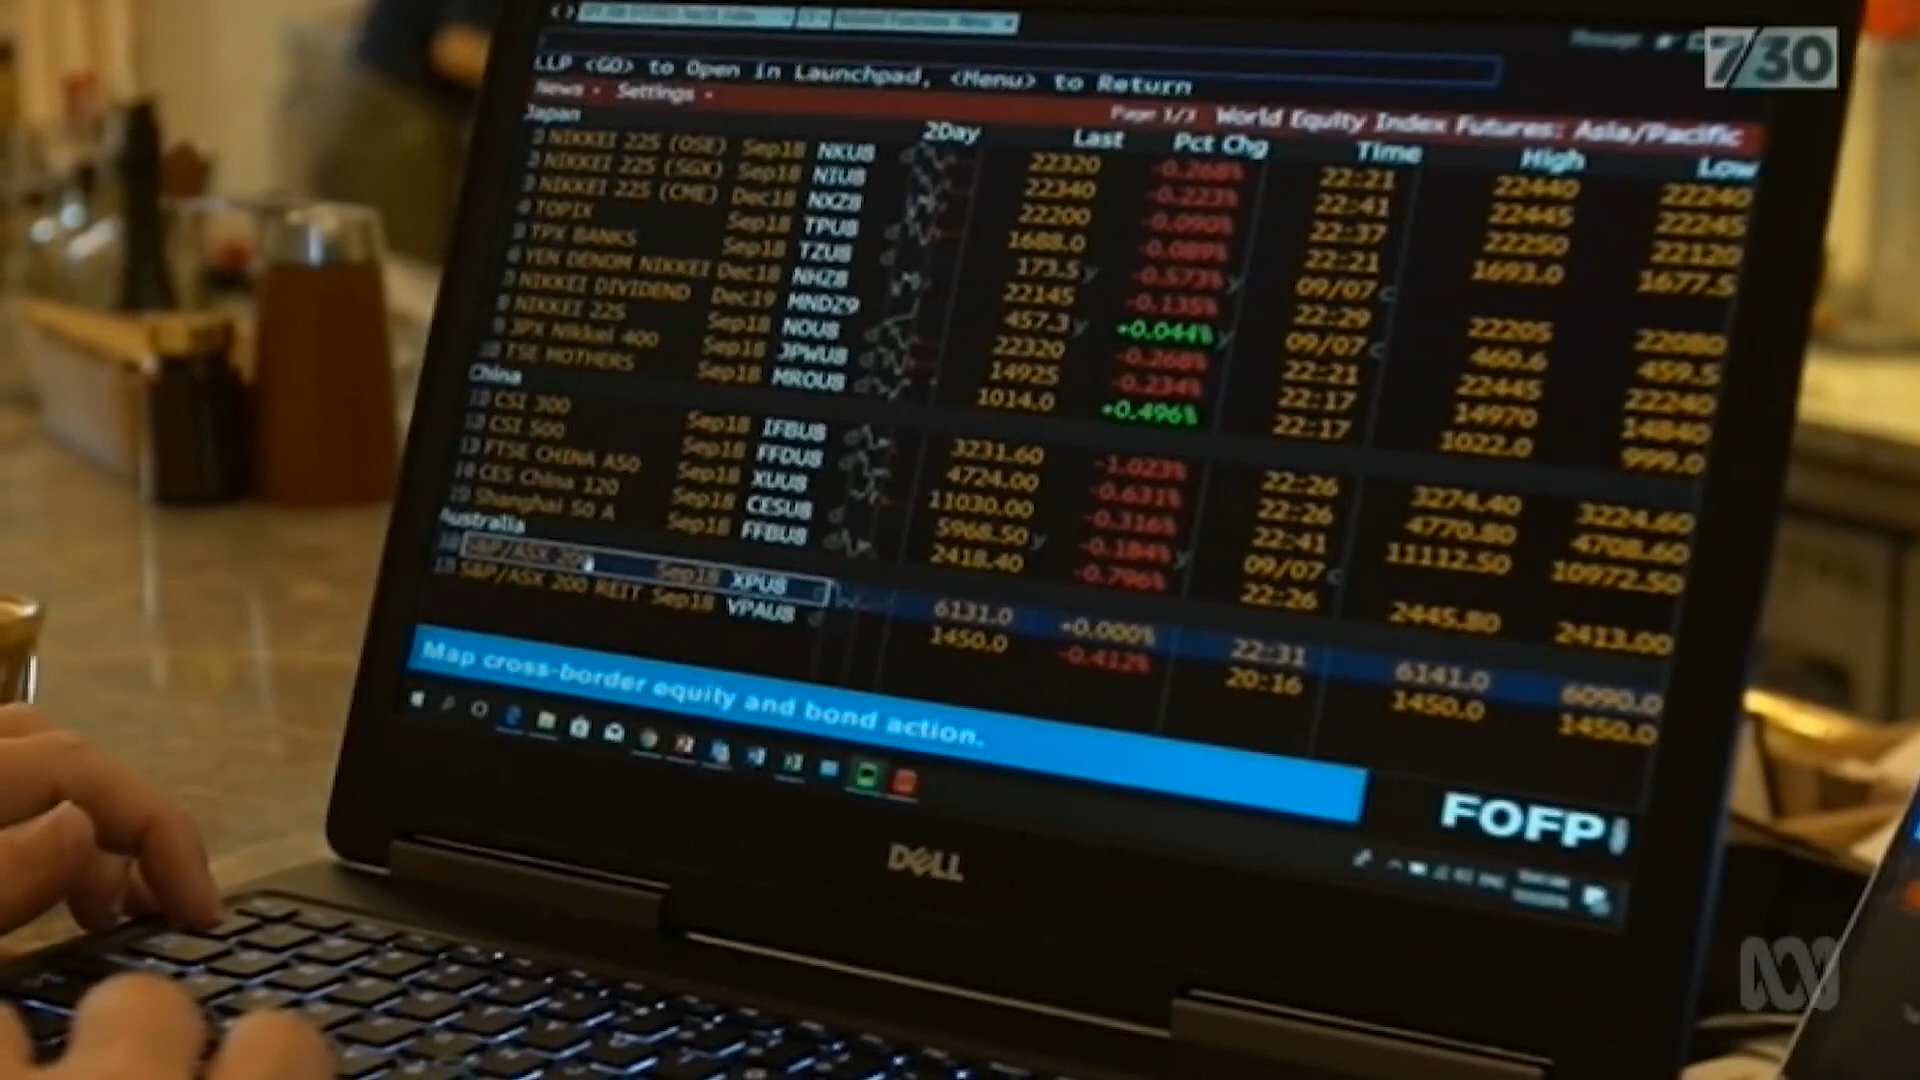 7/30
LLP <GO> to Open in Launchpad, <Menu> to Return
News Settings Page 1/3 World Equity Index Futures: Asia/Pacific
Japan 2Day Last Pct Chg Time High Low
NIKKEI 225 (OSE) Sep18 NKU8 22320 -0.268% 22:21 22440 22240
NIKKEI 225 (SGX) Sep18 NIU8 22340 -0.223% 22:41 22445 22245
NIKKEI 225 (CME) Dec18 NXZ8 22200 -0.090% 22:37 22250 22120
TOPIX Sep18 TPU8 1688.0 -0.089% 22:21 1693.0 1677.5
TPX BANKS Sep18 TZU8 173.5y -0.573%y 09/07 c
YEN DENOM NIKKEI Dec18 NHZ8 22145 -0.135% 22:29 22205 22080
NIKKEI DIVIDEND Dec19 MNDZ9 457.3y +0.044%y 09/07 c 460.6 459.5
NIKKEI 225 Sep18 NOU8 22320 -0.268% 22:21 22445 22240
JPX Nikkei 400 Sep18 JPWU8 14925 -0.234% 22:17 14970 14840
TSE MOTHERS Sep18 MROU8 1014.0 +0.496% 22:17 1022.0 999.0
China
CSI 300 Sep18 IFBU8 3231.60 -1.023% 22:26 3274.40 3224.60
CSI 500 Sep18 FFDU8 4724.00 -0.631% 22:26 4770.80 4708.60
FTSE CHINA A50 Sep18 XUU8 11030.00 -0.316% 22:41 11112.50 10972.50
CES China 120 Sep18 CESU8 5968.50y -0.184%y 09/07 c
Shanghai 50 A Sep18 FFBU8 2418.40 -0.796% 22:26 2445.80 2413.00
Australia
S&P/ASX 200 Sep18 XPU8 6131.0 +0.000% 22:31 6141.0 6090.0
S&P/ASX 200 REIT Sep18 VPAU8 1450.0 -0.412% 20:16 1450.0 1450.0
Map cross-border equity and bond action.
FOFP
DELL